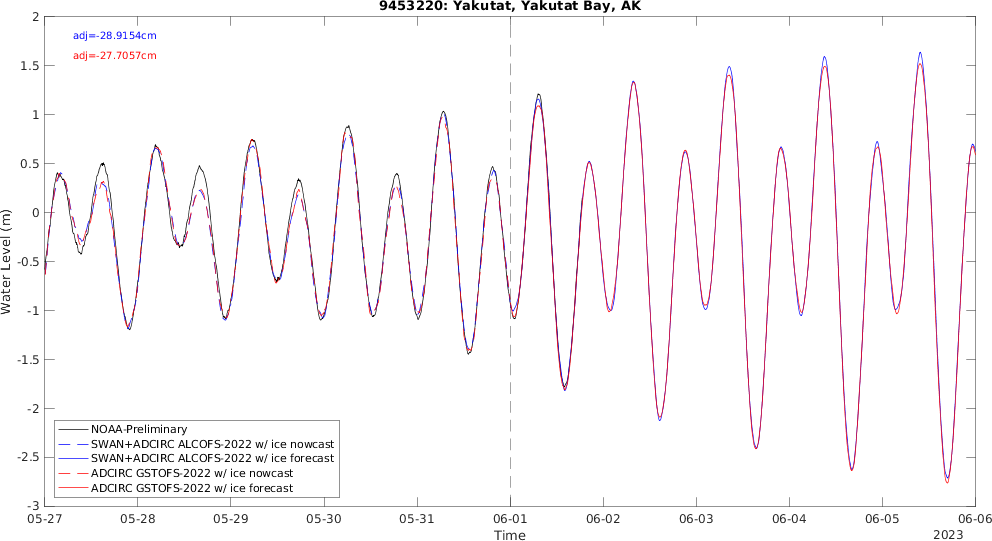 9453220: Yakutat, Yakutat Bay, AK
adj=-28.9154cm
adj=-27.7057cm
Water Level (m)
2
1.5
1
0.5
0
-0.5
-1
-1.5
-2
-2.5
-3
NOAA-Preliminary
SWAN+ADCIRC ALCOFS-2022 w/ ice nowcast
SWAN+ADCIRC ALCOFS-2022 w/ ice forecast
ADCIRC GSTOFS-2022 w/ ice nowcast
ADCIRC GSTOFS-2022 w/ ice forecast
05-27 05-28 05-29 05-30 05-31 06-01 06-02 06-03 06-04 06-05 06-06
Time
2023